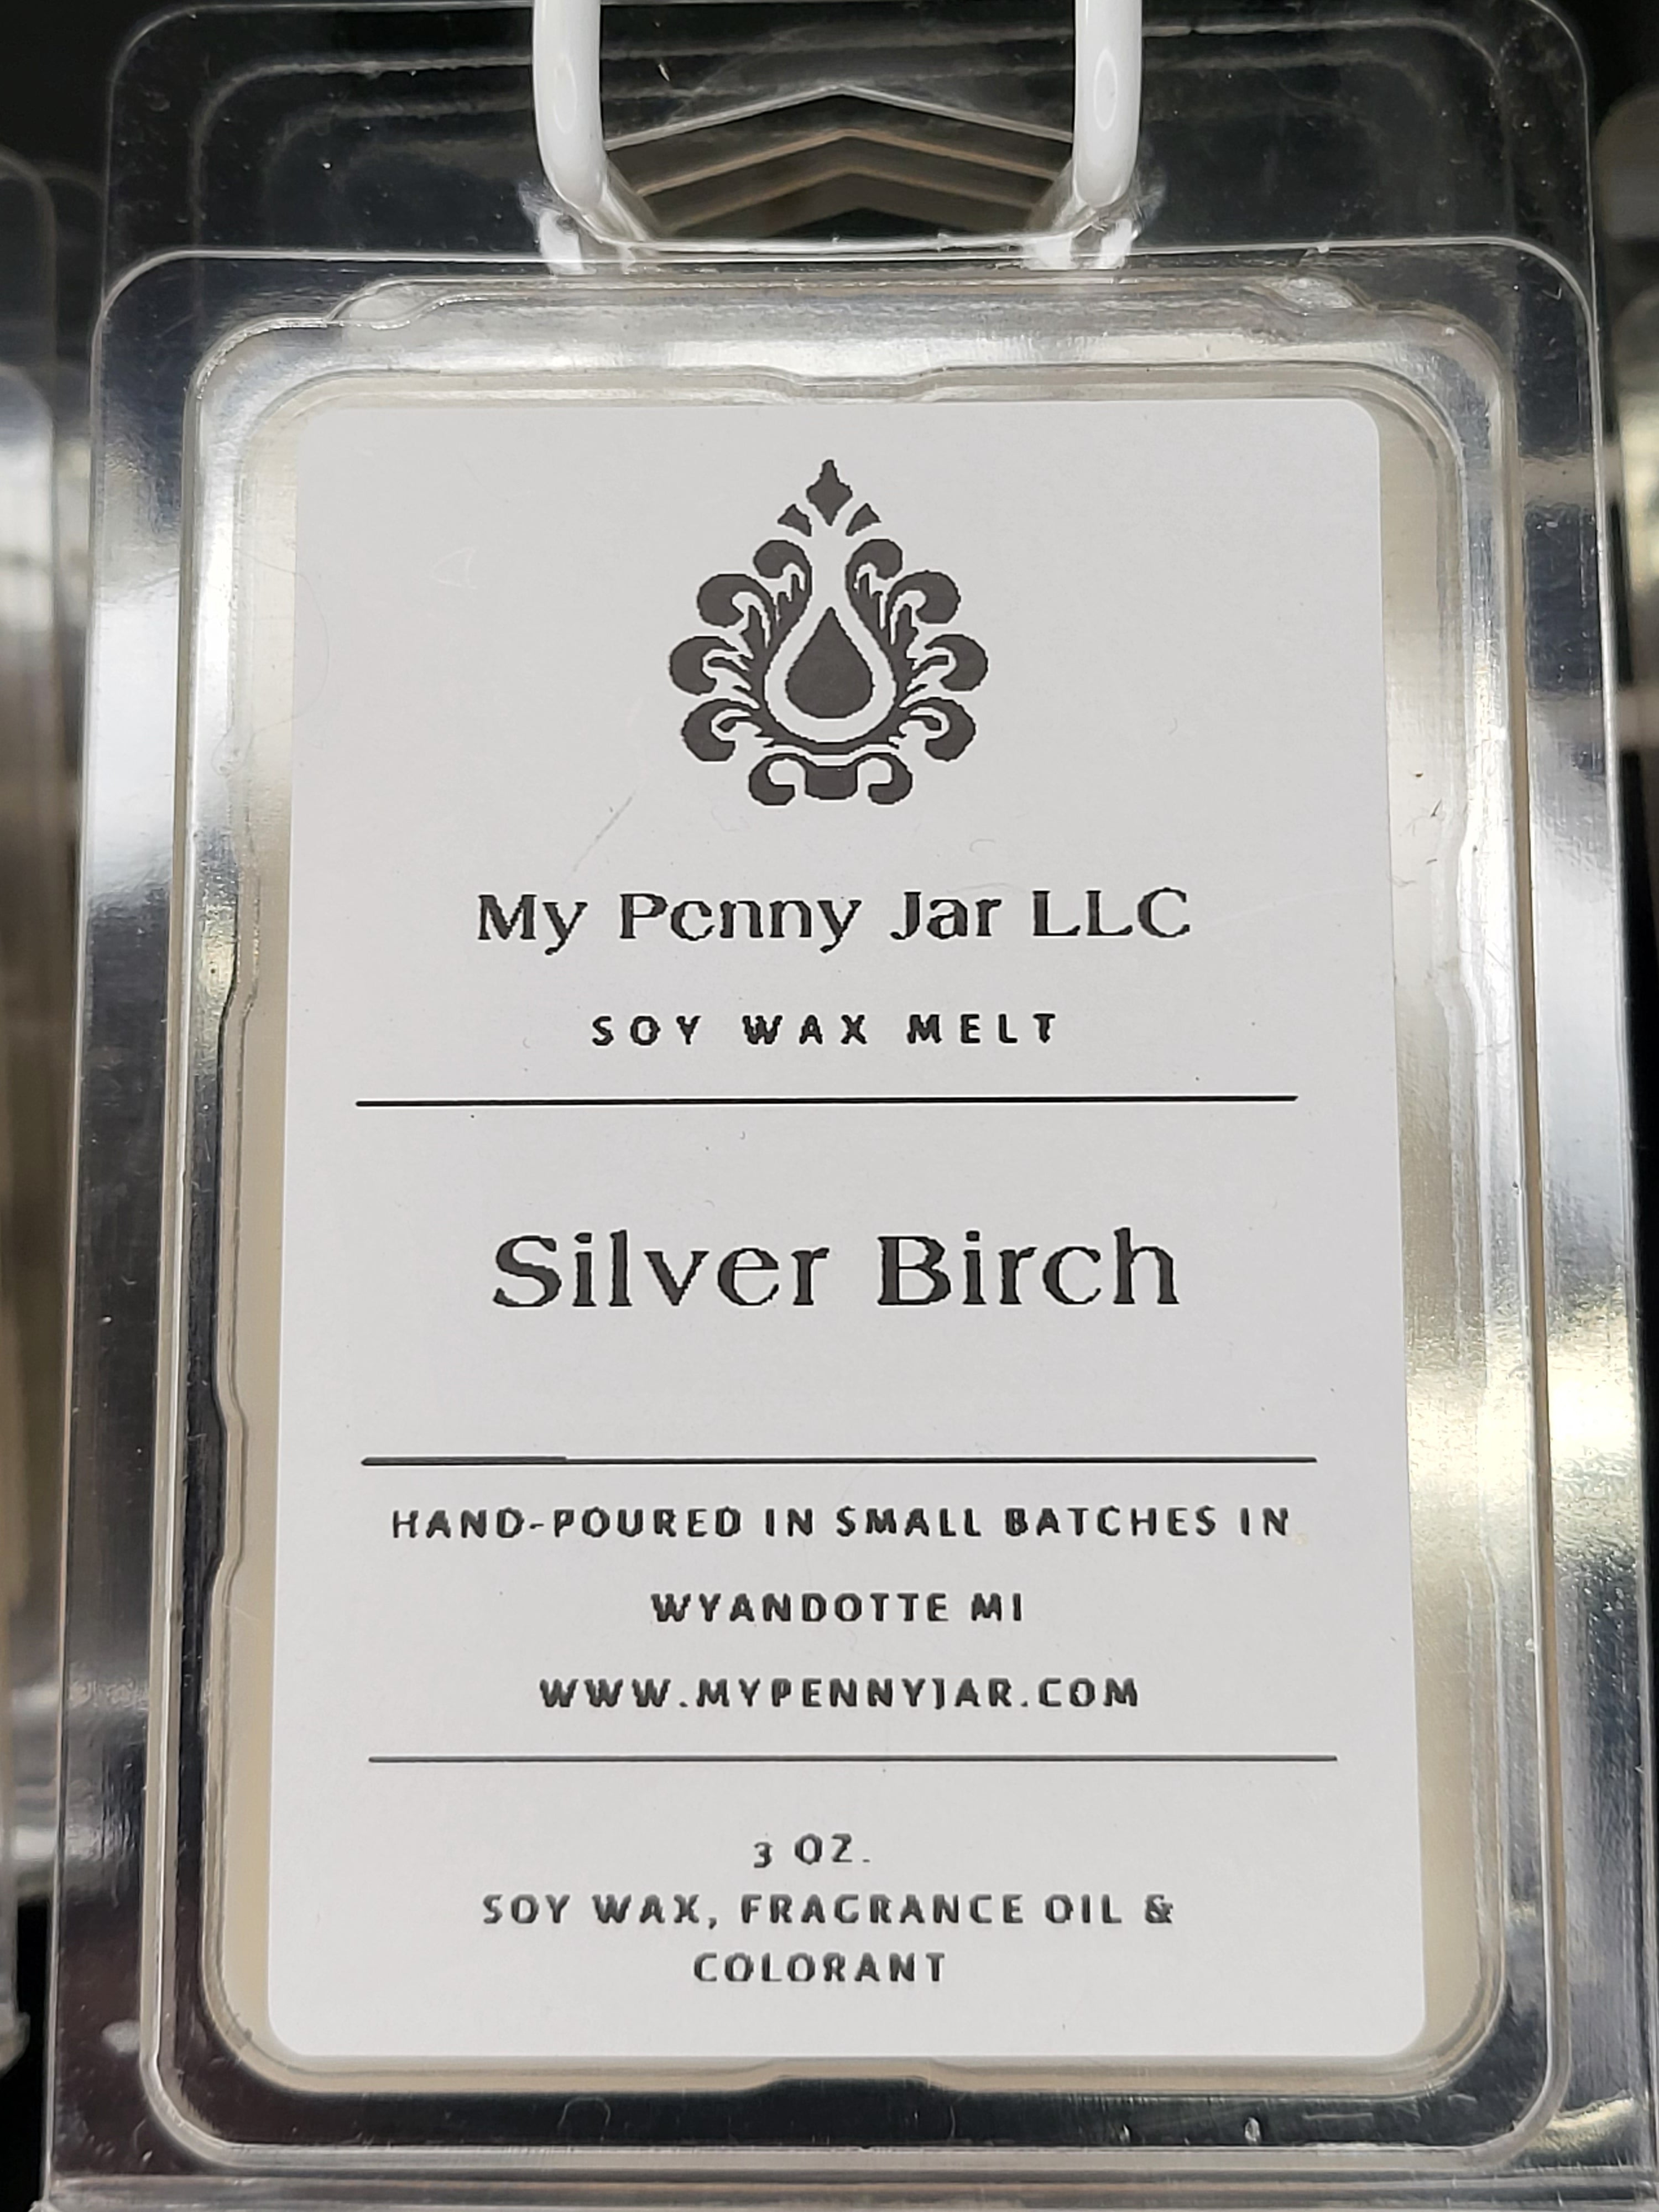 My Penny Jar LLC
SOY WAX MELT
Silver Birch
HAND-POURED IN SMALL BATCHES IN
WYANDOTTE MI
WWW.MYPENNYJAR.COM
3 OZ.
SOY WAX, FRAGRANCE OIL &
COLORANT